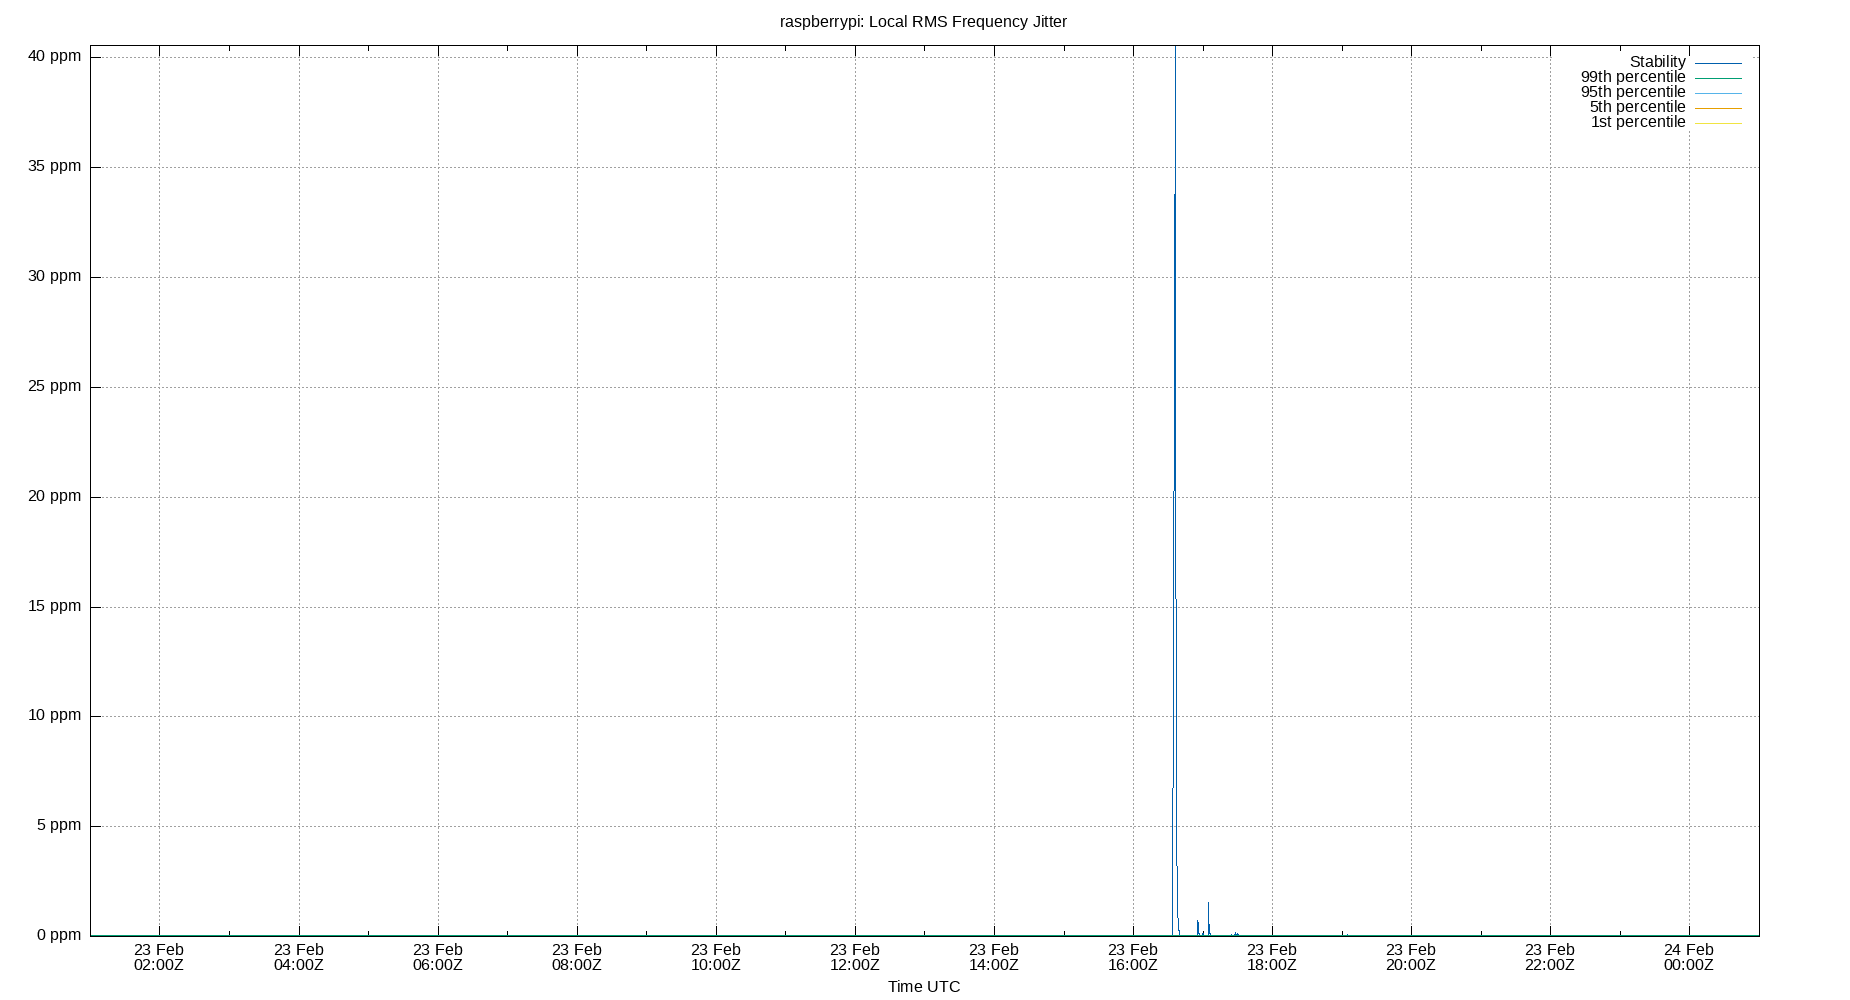 raspberrypi: Local RMS Frequency Jitter
40 ppm
35 ppm
30 ppm
25 ppm
20 ppm
15 ppm
10 ppm
5 ppm
0 ppm
Stability
99th percentile
95th percentile
5th percentile
1st percentile
23 Feb 23 Feb 23 Feb 23 Feb 23 Feb 23 Feb 23 Feb 23 Feb 23 Feb 23 Feb 23 Feb 24 Feb
02:00Z 04:00Z 06:00Z 08:00Z 10:00Z 12:00Z 14:00Z 16:00Z 18:00Z 20:00Z 22:00Z 00:00Z
Time UTC